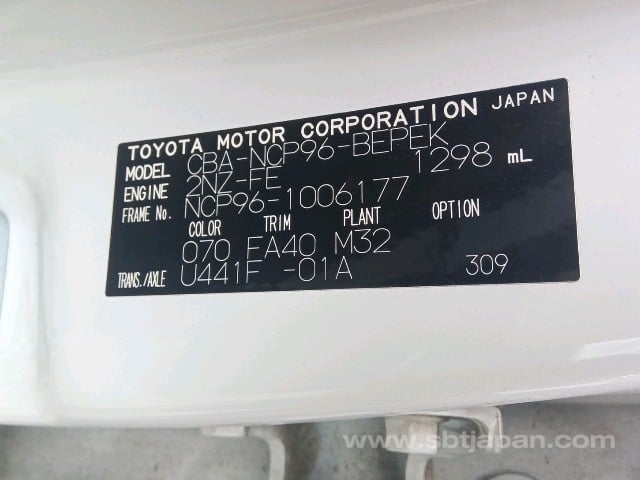 TOYOTA MOTOR CORPORATION JAPAN
MODEL CBA-NCP96-BEPEK
ENGINE 2NZ-FE 1298 mL
FRAME No. NCP96-1006177
COLOR TRIM PLANT OPTION
070 EA40 M32
TRANS./AXLE U441F -01A 309
www.sbtjapan.com